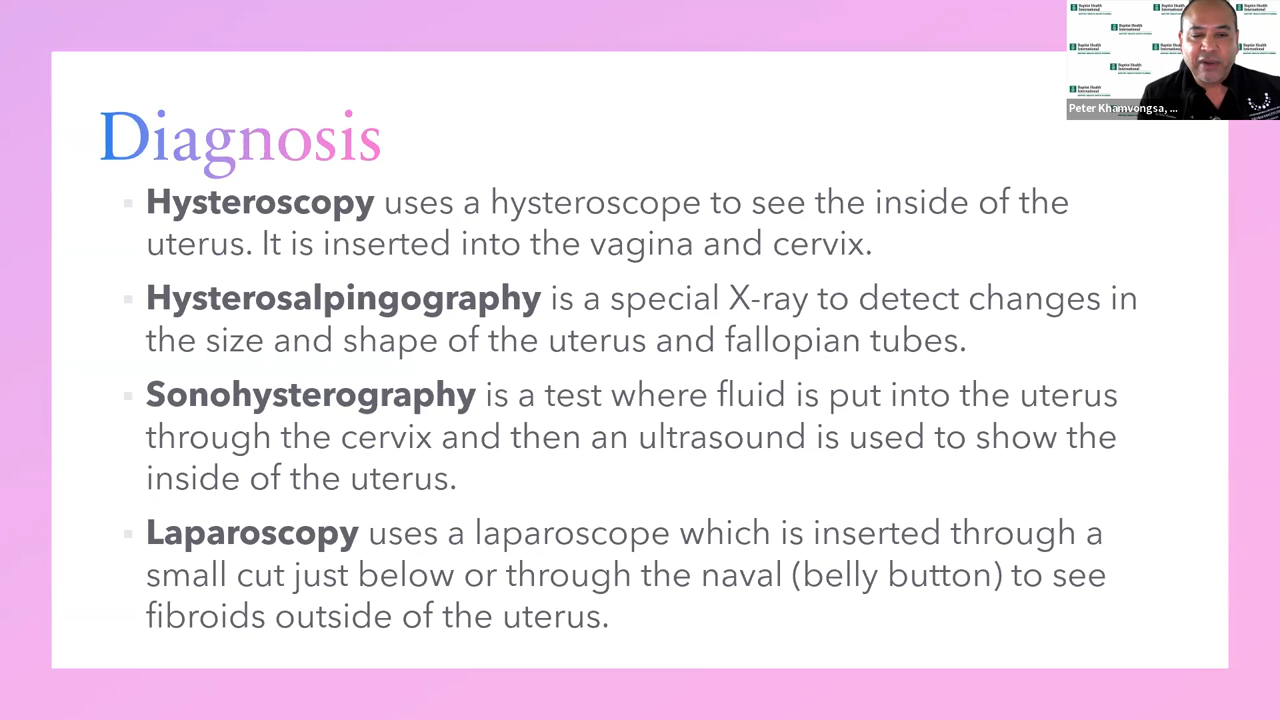 Diagnosis
Hysteroscopy uses a hysteroscope to see the inside of the
uterus. It is inserted into the vagina and cervix.
Hysterosalpingography is a special X-ray to detect changes in
the size and shape of the uterus and fallopian tubes.
Sonohysterography is a test where fluid is put into the uterus
through the cervix and then an ultrasound is used to show the
inside of the uterus.
Laparoscopy uses a laparoscope which is inserted through a
small cut just below or through the naval (belly button) to see
fibroids outside of the uterus.
Baptist Health
International
Peter Khamvongsa, ...